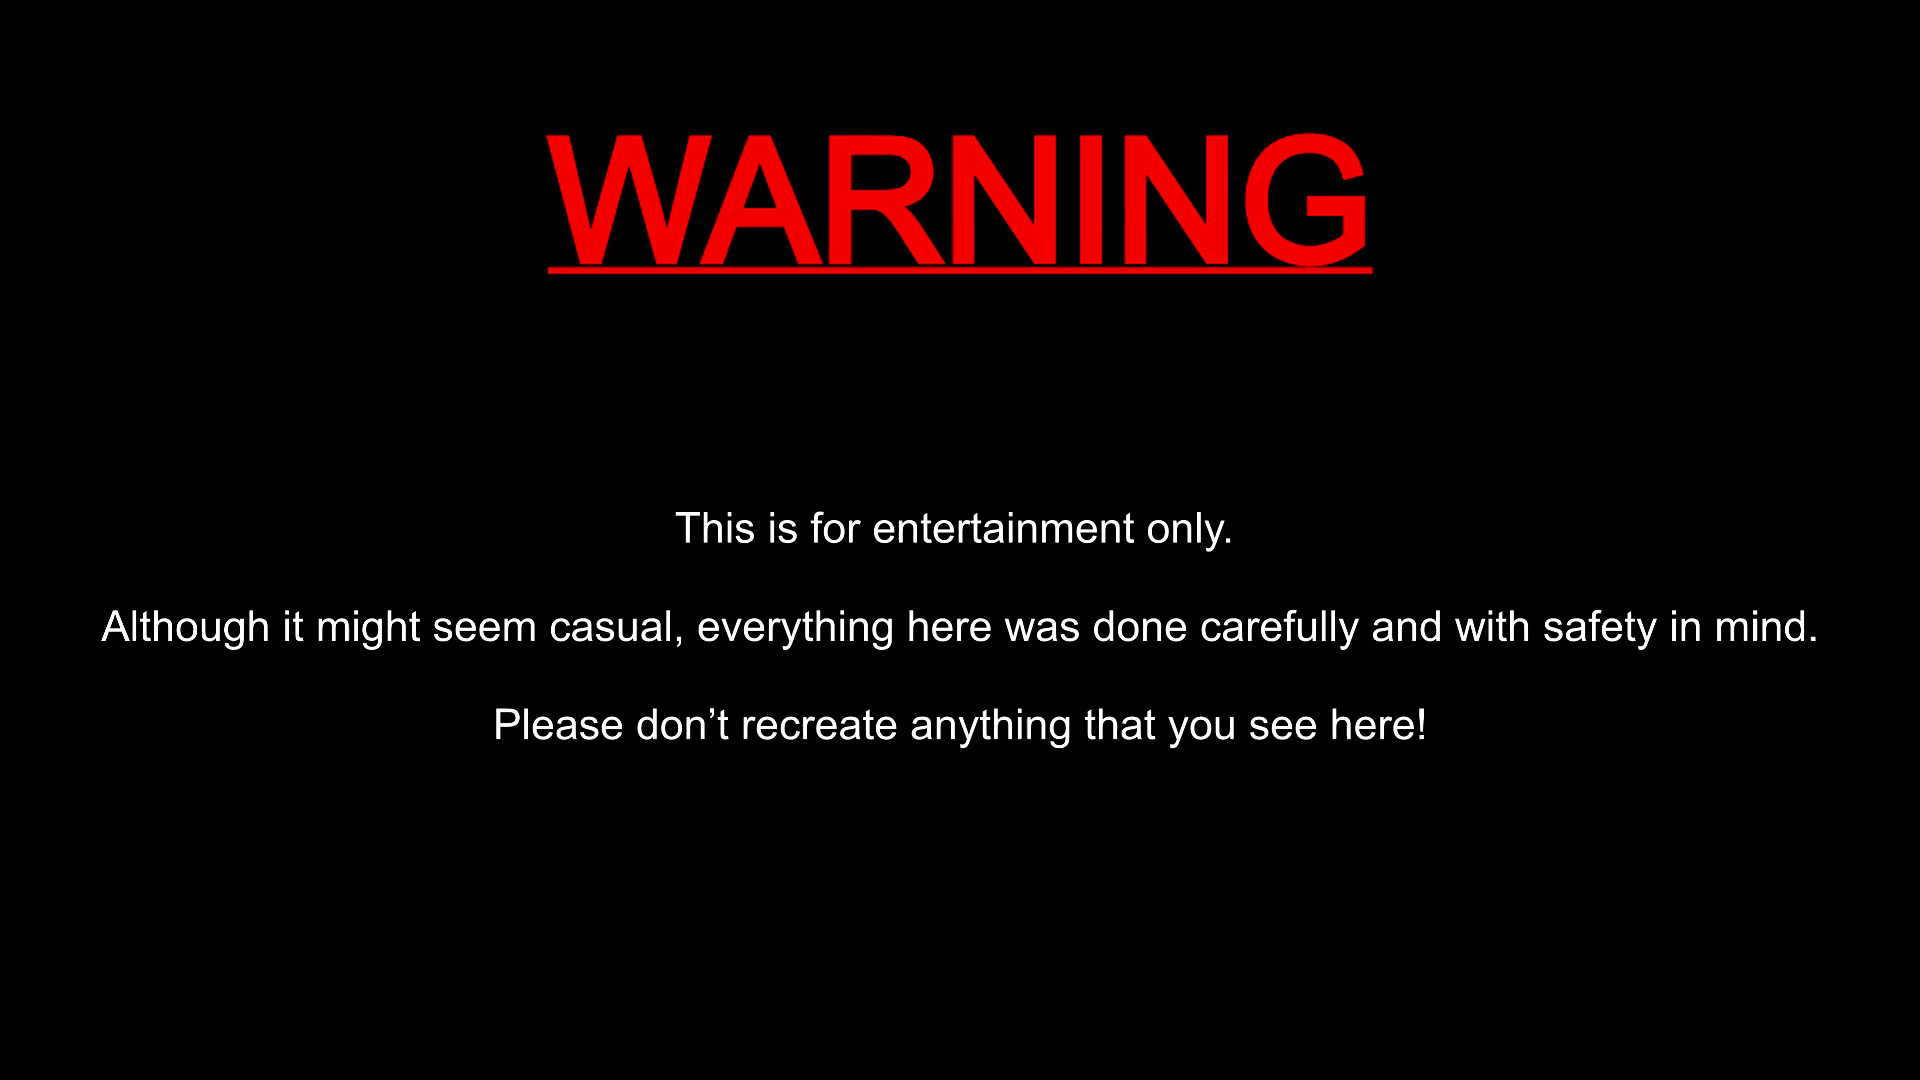 WARNING
This is for entertainment only.
Although it might seem casual, everything here was done carefully and with safety in mind.
Please don’t recreate anything that you see here!